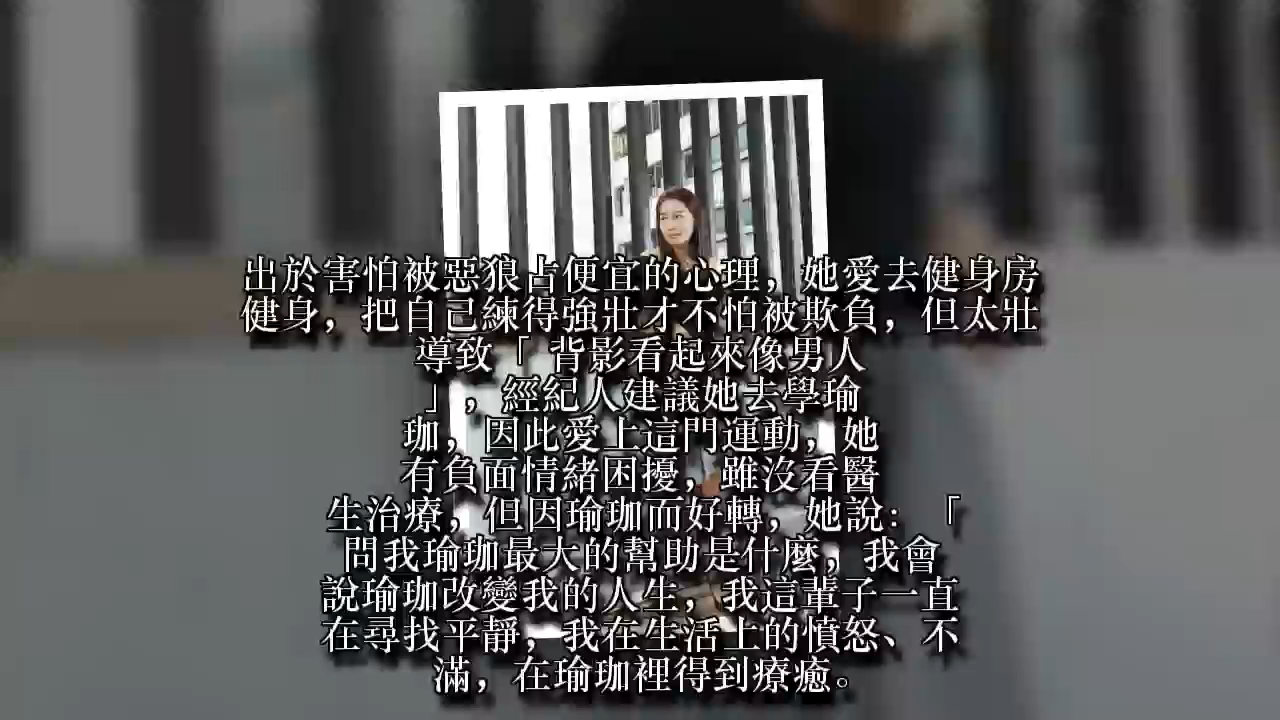 出於害怕被惡狼占便宜的心理，她愛去健身房
健身，把自己練得強壯才不怕被欺負，但太壯
導致「 背影看起來像男人
」，經紀人建議她去學瑜
珈，因此愛上這門運動，她
有負面情緒困擾，雖沒看醫
生治療，但因瑜珈而好轉，她說：「
問我瑜珈最大的幫助是什麼，我會
說瑜珈改變我的人生，我這輩子一直
在尋找平靜，我在生活上的憤怒、不
滿，在瑜珈裡得到療癒。